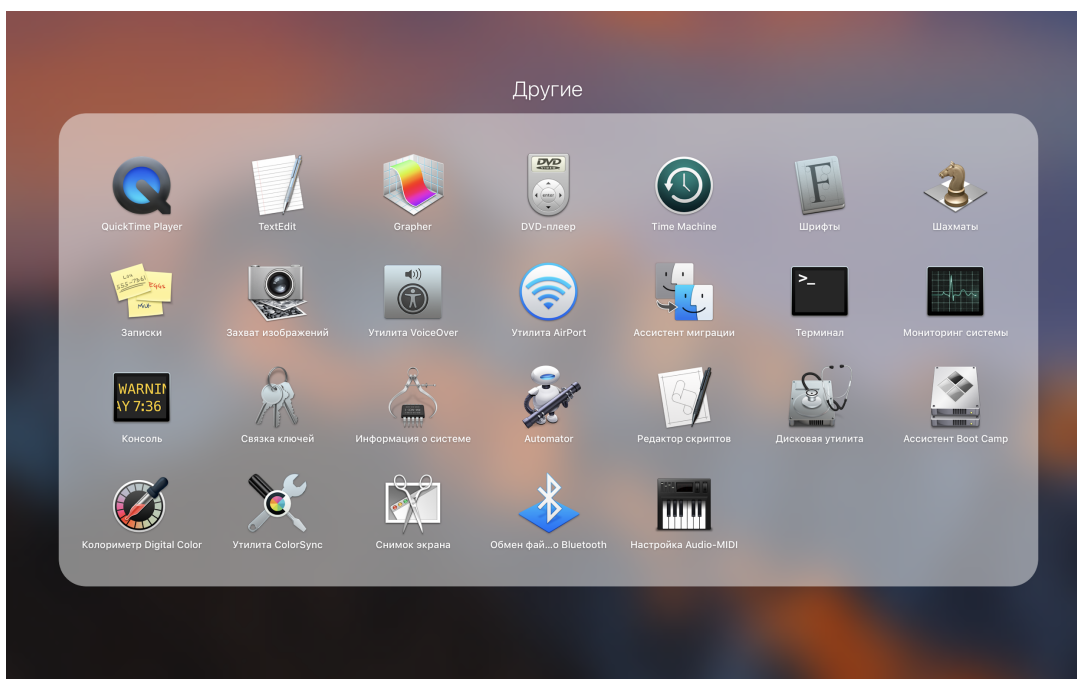 Другие
QuickTime Player
TextEdit
Grapher
DVD-плеер
Time Machine
Шрифты
Шахматы
Записки
Захват изображений
Утилита VoiceOver
Утилита AirPort
Ассистент миграции
Терминал
Мониторинг системы
WARNIN
AY 7:36
Консоль
Связка ключей
Информация о системе
Automator
Редактор скриптов
Дисковая утилита
Ассистент Boot Camp
Колориметр Digital Color
Утилита ColorSync
Снимок экрана
Обмен фай...о Bluetooth
Настройка Audio-MIDI